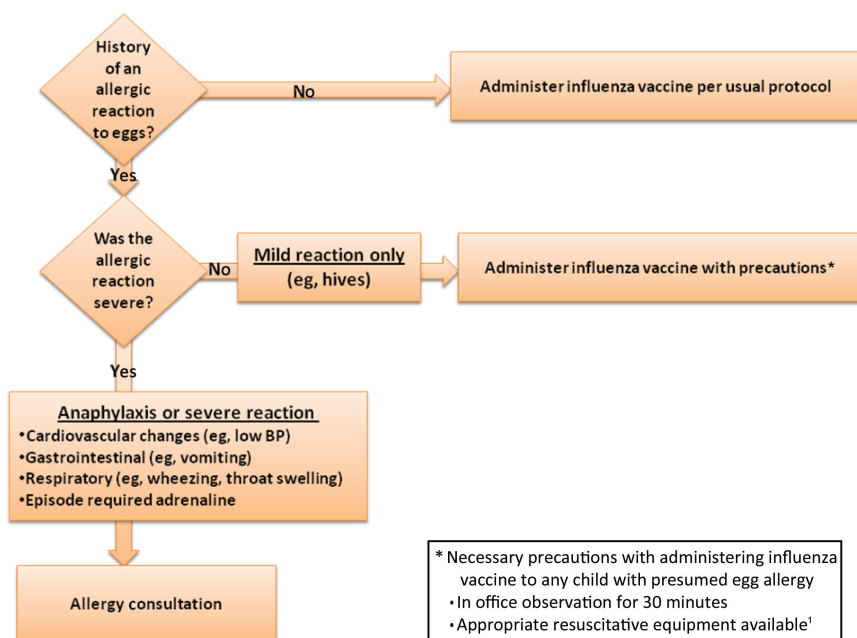 History
of an
allergic
reaction
to eggs?
No
Administer influenza vaccine per usual protocol
Yes
Was the
allergic
reaction
severe?
No
Mild reaction only
(eg, hives)
Administer influenza vaccine with precautions*
Yes
Anaphylaxis or severe reaction
•Cardiovascular changes (eg, low BP)
•Gastrointestinal (eg, vomiting)
•Respiratory (eg, wheezing, throat swelling)
•Episode required adrenaline
Allergy consultation
* Necessary precautions with administering influenza
vaccine to any child with presumed egg allergy
•In office observation for 30 minutes
•Appropriate resuscitative equipment available¹